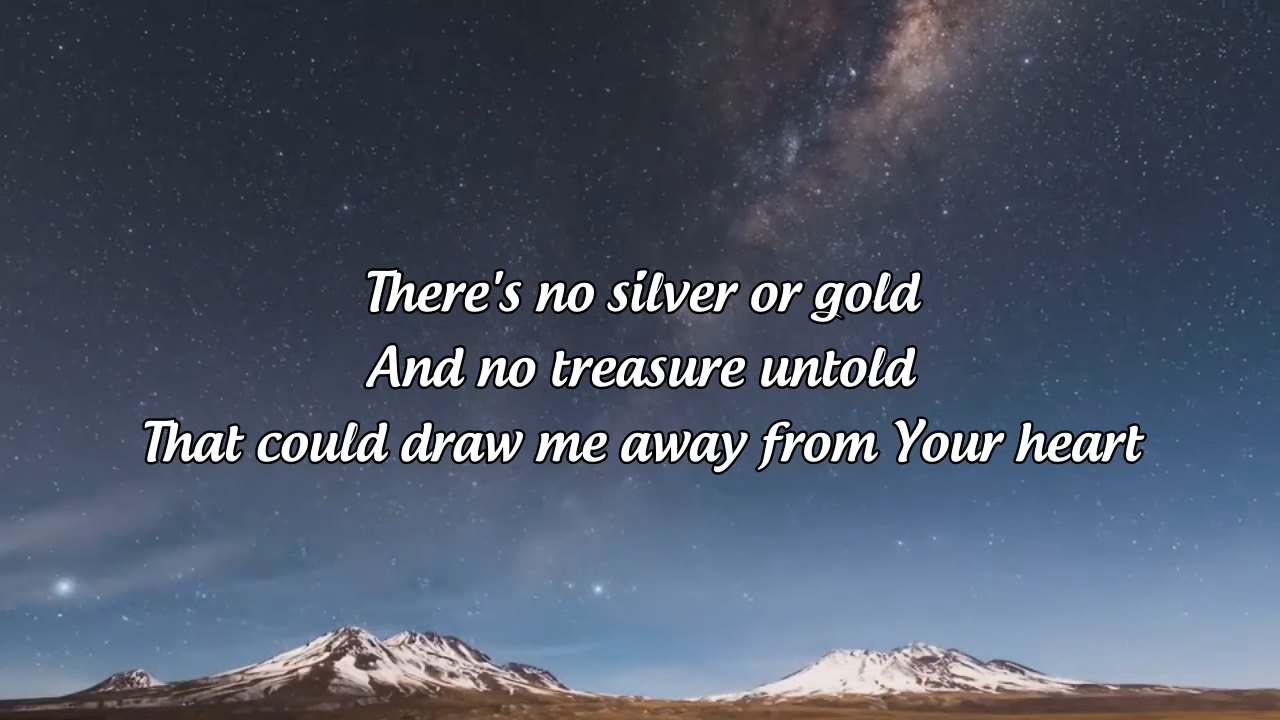 There's no silver or gold
And no treasure untold
That could draw me away from Your heart